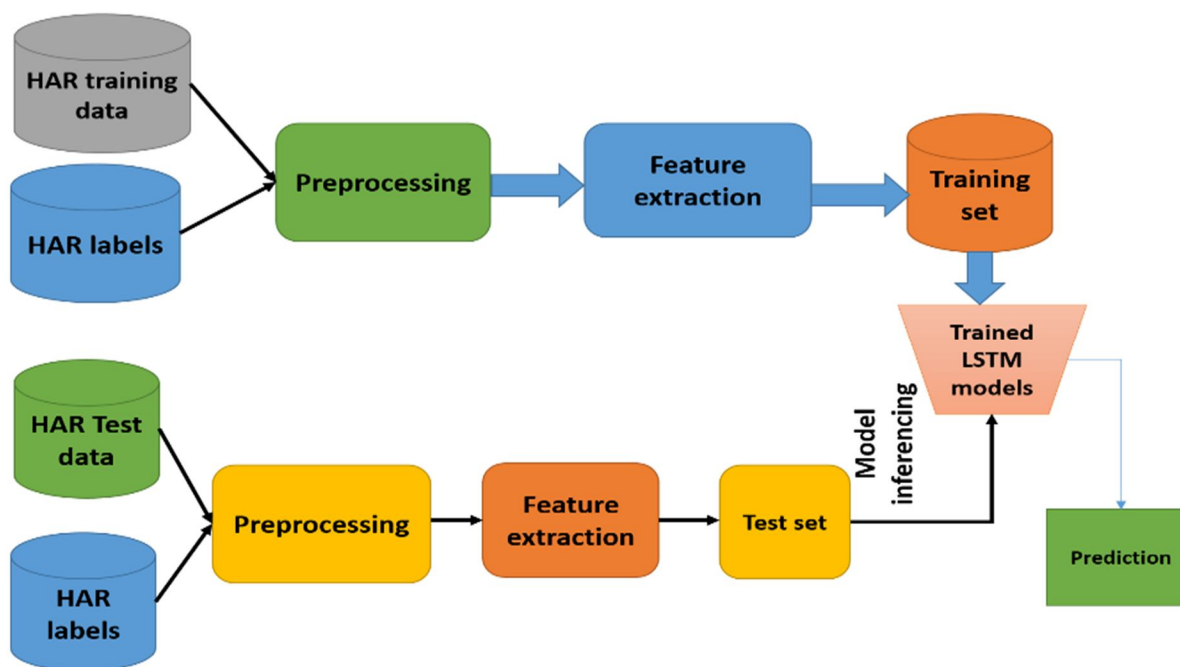 HAR training
data
HAR labels
Preprocessing
Feature
extraction
Training
set
Trained
LSTM
models
HAR Test
data
HAR
labels
Preprocessing
Feature
extraction
Test set
Model
inferencing
Prediction